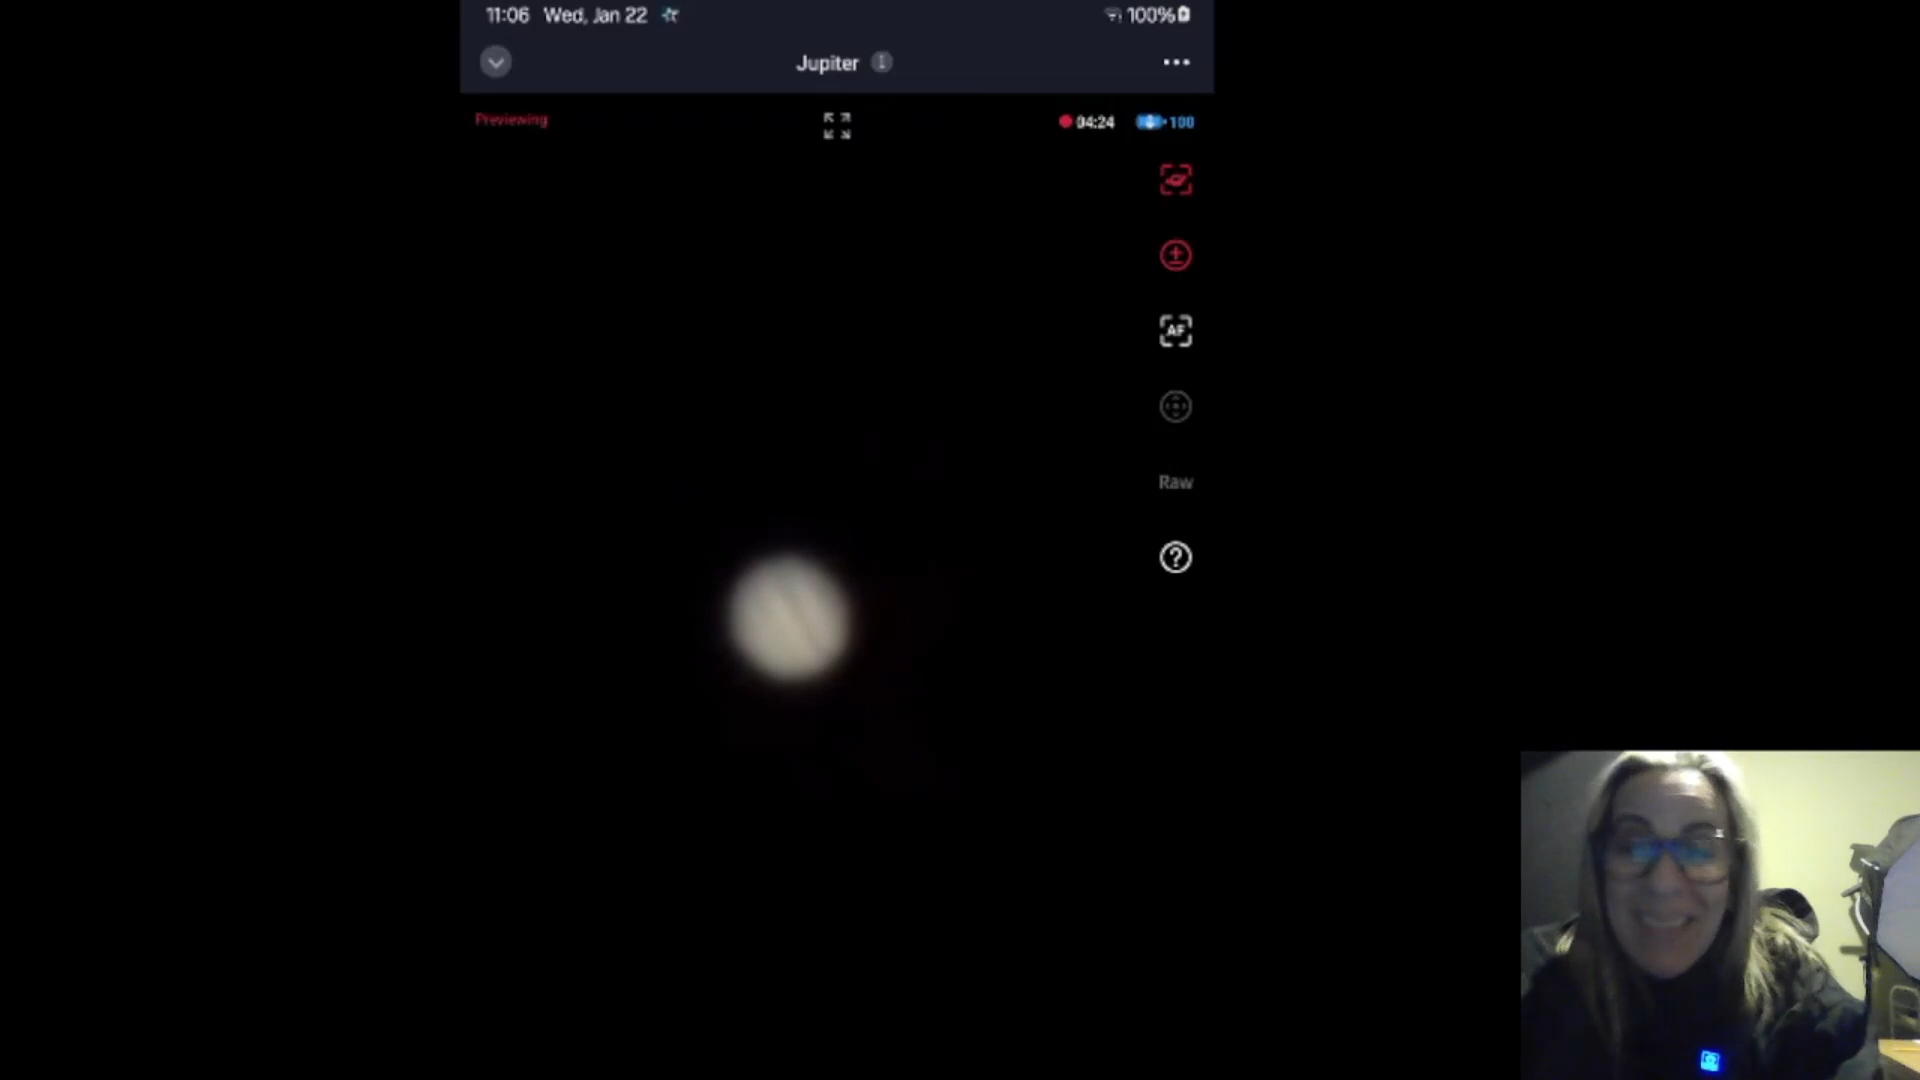 11:06 Wed, Jan 22 100%
Jupiter
Previewing 04:24 100
AF
Raw
?